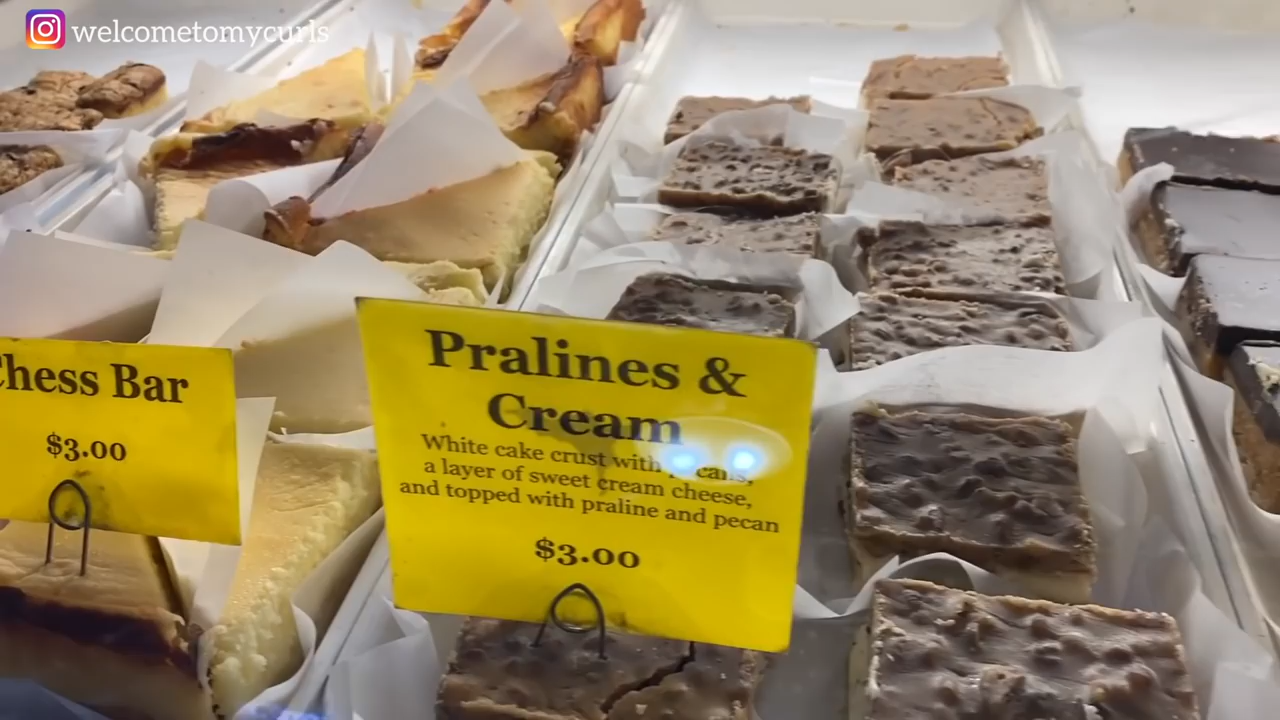 welcometomycurls
Chess Bar
$3.00
Pralines &
Cream
White cake crust with
a layer of sweet cream cheese,
and topped with praline and pecan
$3.00